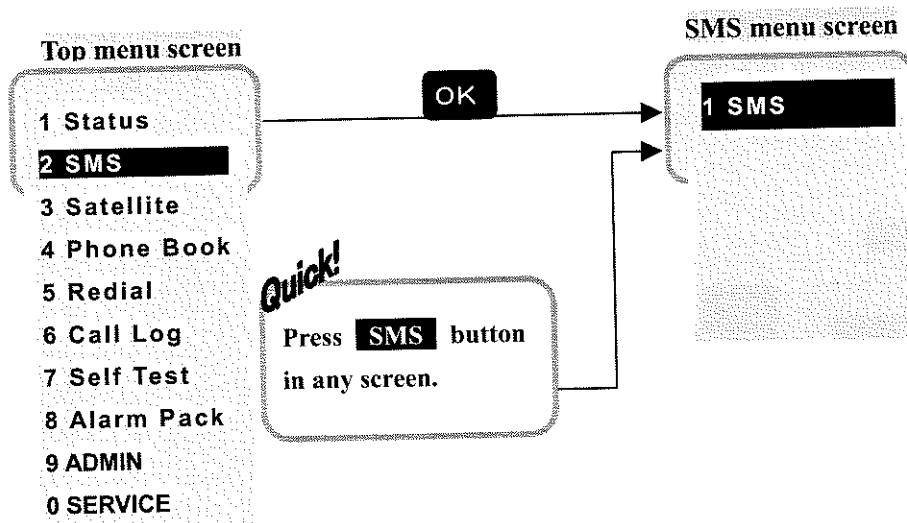 Top menu screen
1 Status
2 SMS
3 Satellite
4 Phone Book
5 Redial
6 Call Log
7 Self Test
8 Alarm Pack
9 ADMIN
0 SERVICE
OK
Quick!
Press SMS button
in any screen.
SMS menu screen
1 SMS